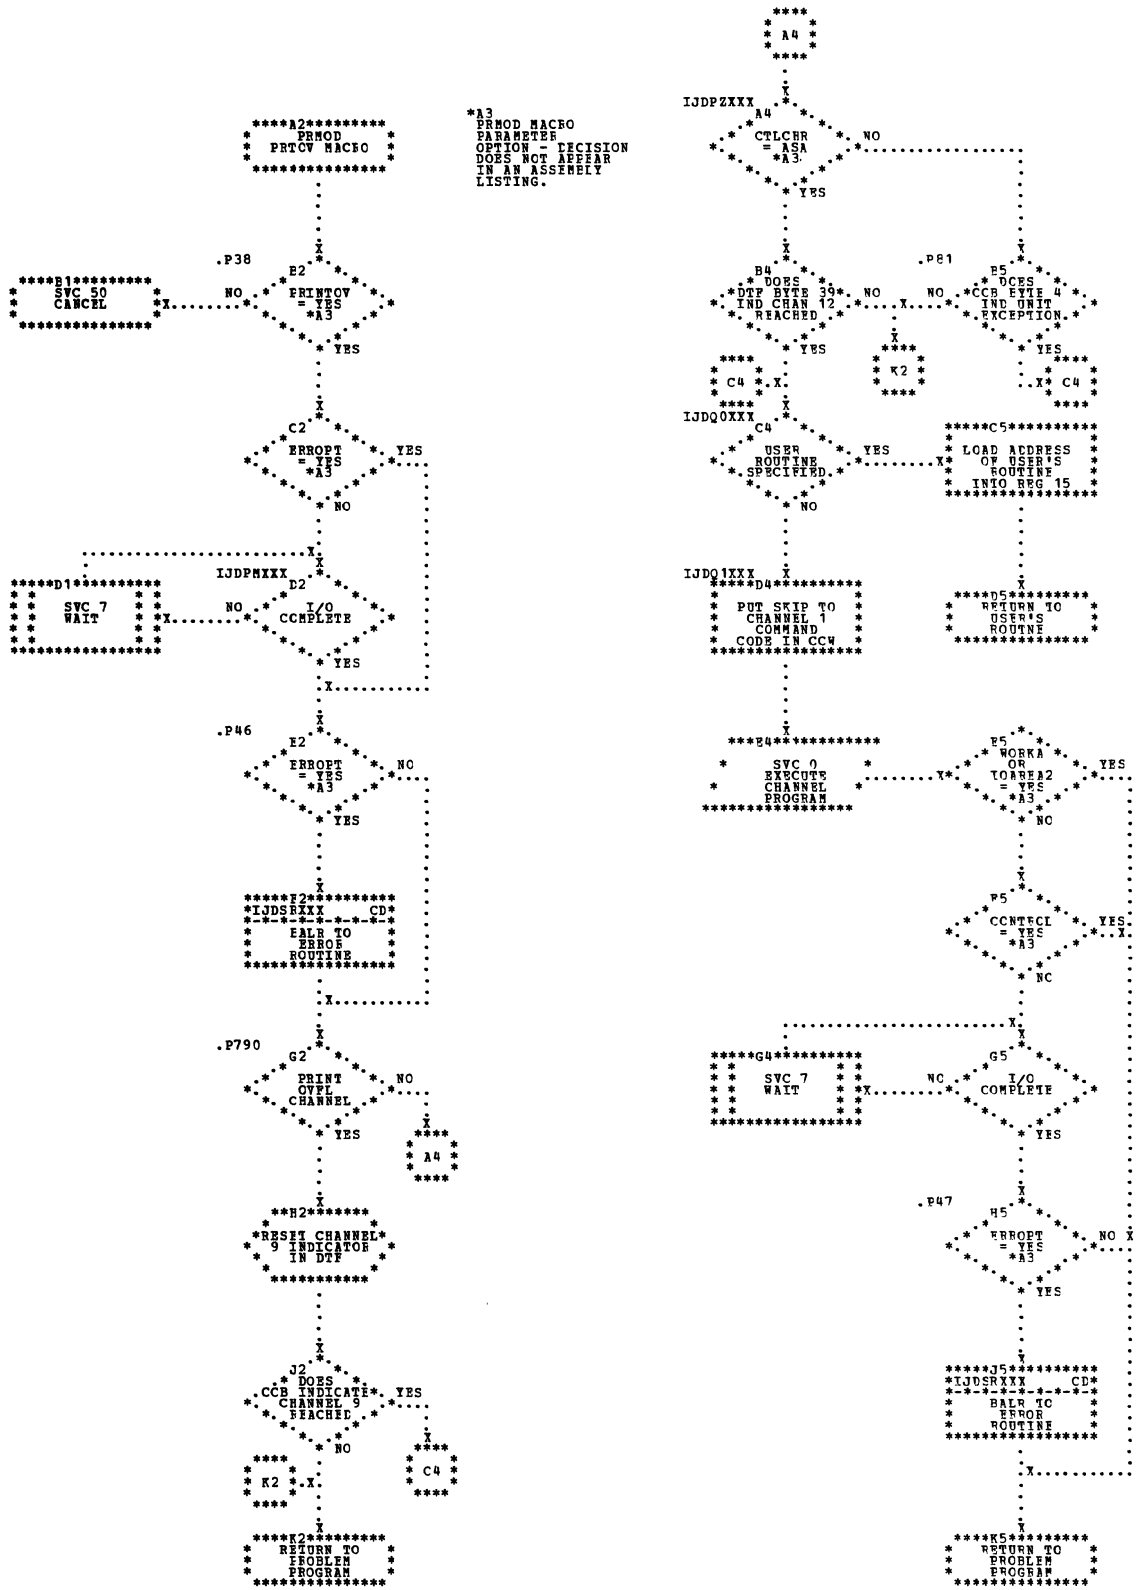 A2
PRMOD
PRTOV MACRO
*A3
PRMOD MACRO
PARAMETER
OPTION - DECISION
DOES NOT APPEAR
IN AN ASSEMBLY
LISTING.
.P38
B1
SVC 50
CANCEL
NO
B2
PRINTOV
= YES
*A3
YES
C2
ERROPT
= YES
*A3
YES
NO
IJDPMXXX
D1
SVC 7
WAIT
NO
D2
I/O
COMPLETE
YES
.P46
E2
ERROPT
= YES
*A3
NO
YES
F2
IJDSRXXX CD
BALR TO
ERROR
ROUTINE
.P790
G2
PRINT
OVFL
CHANNEL
NO
YES
A4
H2
RESET CHANNEL
9 INDICATOR
IN DTF
J2
DOES
CCB INDICATE
CHANNEL 9
REACHED
YES
NO
K2
C4
K2
RETURN TO
PROBLEM
PROGRAM
A4
IJDPZXXX
A4
CTLCHR
= ASA
*A3
NO
YES
B4
DOES
DTF BYTE 39
IND CHAN 12
REACHED
NO
YES
.P81
NO
B5
DOES
CCB BYTE 4
IND UNIT
EXCEPTION
YES
K2
C4
C4
IJDQ0XXX
C4
USER
ROUTINE
SPECIFIED
YES
NO
C5
LOAD ADDRESS
OF USER'S
ROUTINE
INTO REG 15
IJDQ1XXX
D4
PUT SKIP TO
CHANNEL 1
COMMAND
CODE IN CCW
D5
RETURN TO
USER'S
ROUTNE
E4
SVC 0
EXECUTE
CHANNEL
PROGRAM
E5
WORKA
OR
IOAREA2
= YES
*A3
YES
NO
F5
CONTROL
= YES
*A3
YES
NO
G4
SVC 7
WAIT
NO
G5
I/O
COMPLETE
YES
.P47
H5
ERROPT
= YES
*A3
NO
YES
J5
IJDSRXXX CD
BALR TO
ERROR
ROUTINE
K5
RETURN TO
PROBLEM
PROGRAM